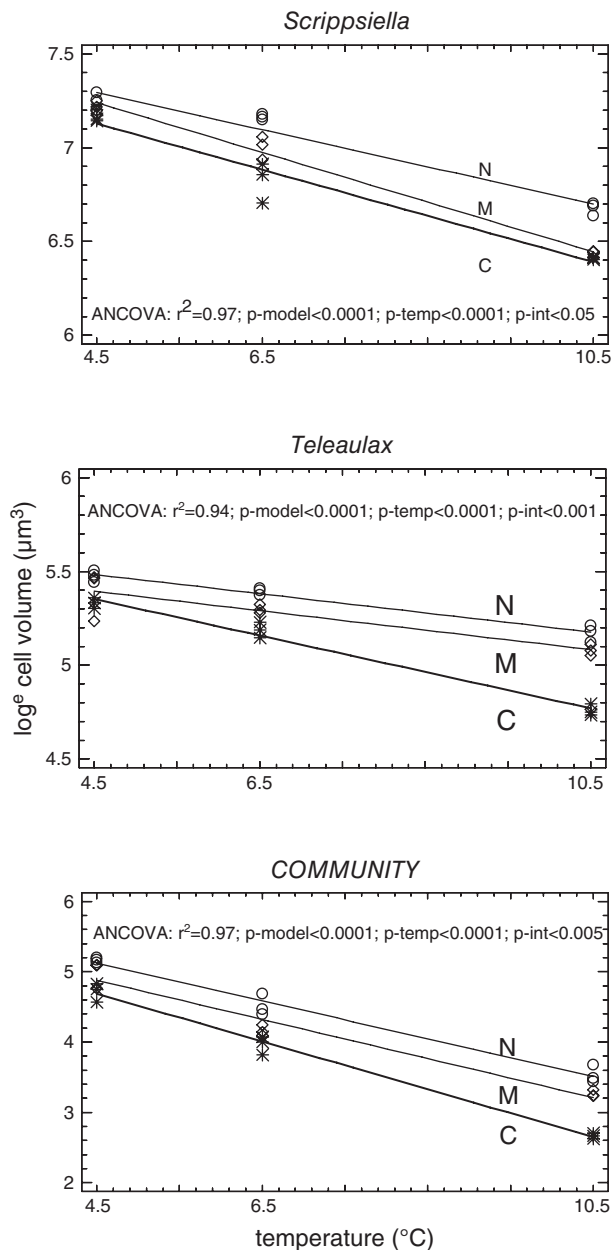 Scrippsiella
7.5
7
6.5
6
N
M
C
ANCOVA: r²=0.97; p-model<0.0001; p-temp<0.0001; p-int<0.05
4.5 6.5 10.5
Teleaulax
6
5.5
5
4.5
ANCOVA: r²=0.94; p-model<0.0001; p-temp<0.0001; p-int<0.001
N
M
C
4.5 6.5 10.5
logᵉ cell volume (µm³)
COMMUNITY
6
5
4
3
2
ANCOVA: r²=0.97; p-model<0.0001; p-temp<0.0001; p-int<0.005
N
M
C
4.5 6.5 10.5
temperature (°C)